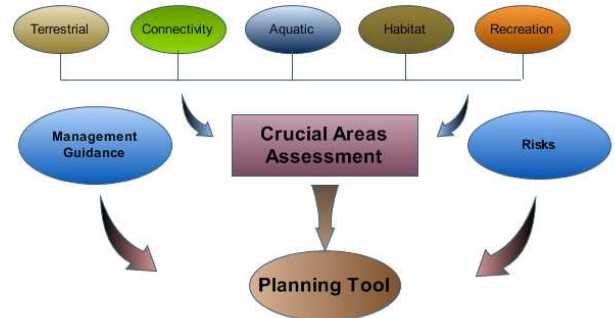 Terrestrial
Connectivity
Aquatic
Habitat
Recreation
Management
Guidance
Crucial Areas
Assessment
Risks
Planning Tool